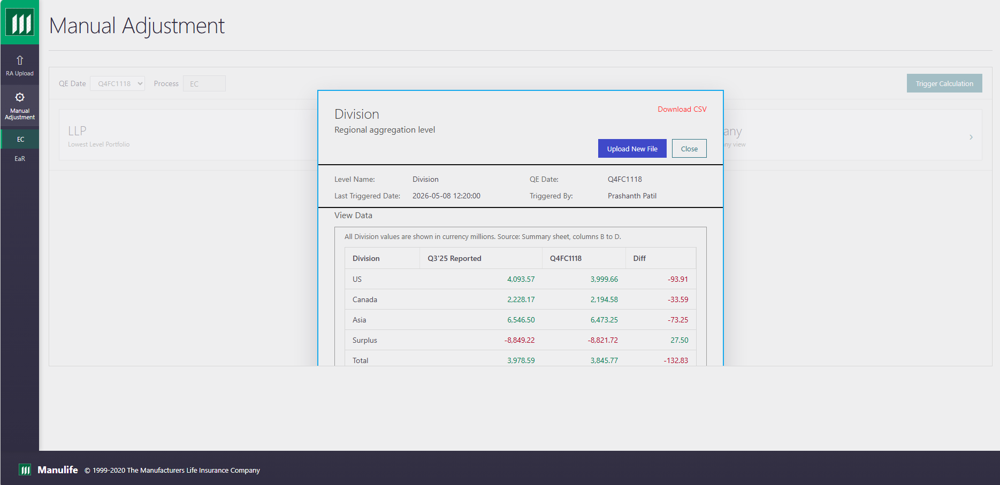 Manual Adjustment
RA Upload
Manual
Adjustment
EC
EaR
QE Date Q4FC1118 Process EC
Trigger Calculation
LLP
Lowest Level Portfolio
any
ny view
Division
Regional aggregation level
Download CSV
Upload New File Close
Level Name: Division QE Date: Q4FC1118
Last Triggered Date: 2026-05-08 12:20:00 Triggered By: Prashanth Patil
View Data
All Division values are shown in currency millions. Source: Summary sheet, columns B to D.
Division Q3'25 Reported Q4FC1118 Diff
US 4,093.57 3,999.66 -93.91
Canada 2,228.17 2,194.58 -33.59
Asia 6,546.50 6,473.25 -73.25
Surplus -8,849.22 -8,821.72 27.50
Total 3,978.59 3,845.77 -132.83
Manulife © 1999-2020 The Manufacturers Life Insurance Company